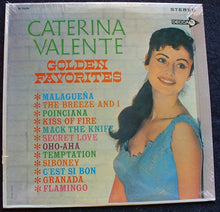 STEREO
DECCA
CATERINA
VALENTE
GOLDEN
FAVORITES
* MALAGUEÑA
* THE BREEZE AND I
* POINCIANA
* KISS OF FIRE
* MACK THE KNIFE
* SECRET LOVE
* OHO-AHA
* TEMPTATION
* SIBONEY
* C'EST SI BON
* GRANADA
* FLAMINGO